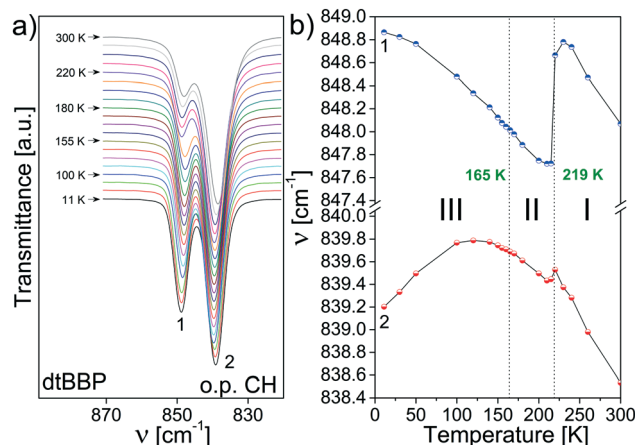 a)
300 K
220 K
180 K
155 K
100 K
11 K
Transmittance [a.u.]
1
2
dtBBP
o.p. CH
870
850
830
ν [cm⁻¹]
b)
849.0
848.8
848.6
848.4
848.2
848.0
847.8
847.6
847.4
840.0
839.8
839.6
839.4
839.2
839.0
838.8
838.6
838.4
ν [cm⁻¹]
1
165 K
219 K
III
II
I
2
0
50
100
150
200
250
300
Temperature [K]